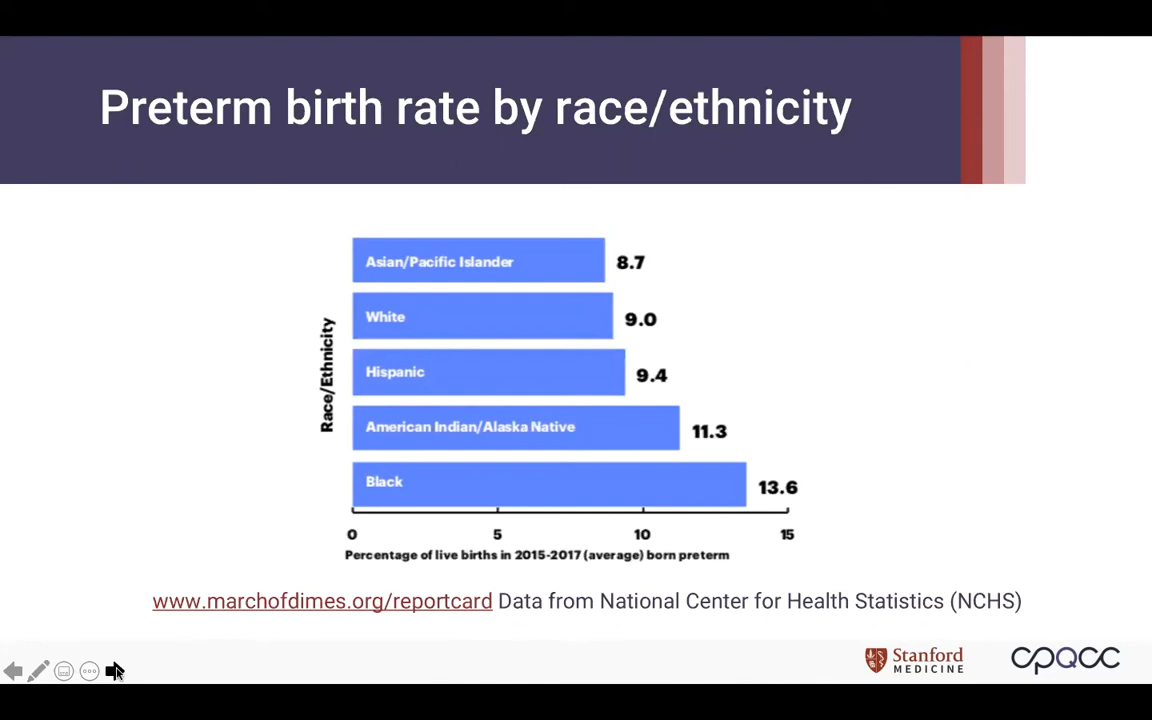 Preterm birth rate by race/ethnicity
Race/Ethnicity
Asian/Pacific Islander 8.7
White 9.0
Hispanic 9.4
American Indian/Alaska Native 11.3
Black 13.6
0 5 10 15
Percentage of live births in 2015-2017 (average) born preterm
www.marchofdimes.org/reportcard Data from National Center for Health Statistics (NCHS)
Stanford
MEDICINE
cpqcc